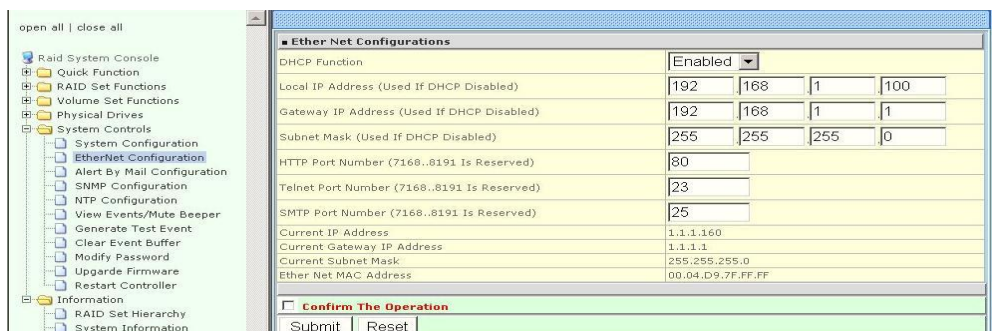 open all | close all
Raid System Console
Quick Function
RAID Set Functions
Volume Set Functions
Physical Drives
System Controls
System Configuration
EtherNet Configuration
Alert By Mail Configuration
SNMP Configuration
NTP Configuration
View Events/Mute Beeper
Generate Test Event
Clear Event Buffer
Modify Password
Upgarde Firmware
Restart Controller
Information
RAID Set Hierarchy
System Information
Ether Net Configurations
DHCP Function Enabled
Local IP Address (Used If DHCP Disabled) 192 .168 .1 .100
Gateway IP Address (Used If DHCP Disabled) 192 .168 .1 .1
Subnet Mask (Used If DHCP Disabled) 255 .255 .255 .0
HTTP Port Number (7168..8191 Is Reserved) 80
Telnet Port Number (7168..8191 Is Reserved) 23
SMTP Port Number (7168..8191 Is Reserved) 25
Current IP Address 1.1.1.160
Current Gateway IP Address 1.1.1.1
Current Subnet Mask 255.255.255.0
Ether Net MAC Address 00.04.D9.7F.FF.FF
Confirm The Operation
Submit Reset